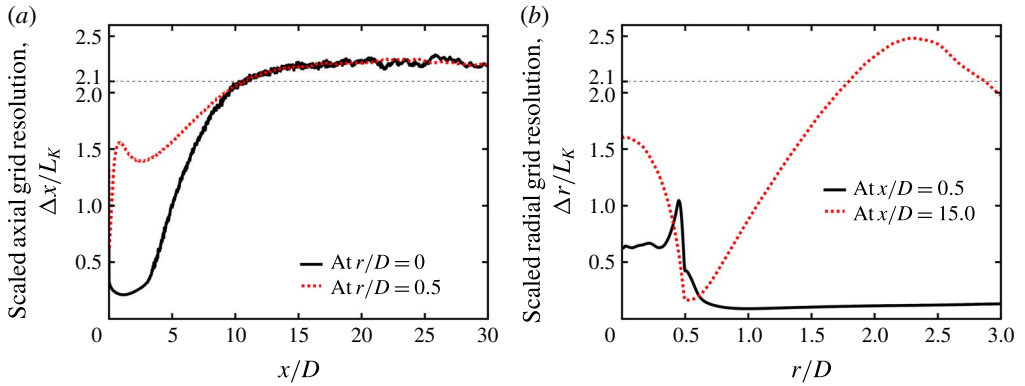 (a)
Scaled axial grid resolution,
Δx/L_K
2.5
2.1
2.0
1.5
1.0
0.5
0 5 10 15 20 25 30
x/D
At r/D = 0
At r/D = 0.5
(b)
Scaled radial grid resolution,
Δr/L_K
2.5
2.1
2.0
1.5
1.0
0.5
0 0.5 1.0 1.5 2.0 2.5 3.0
r/D
At x/D = 0.5
At x/D = 15.0